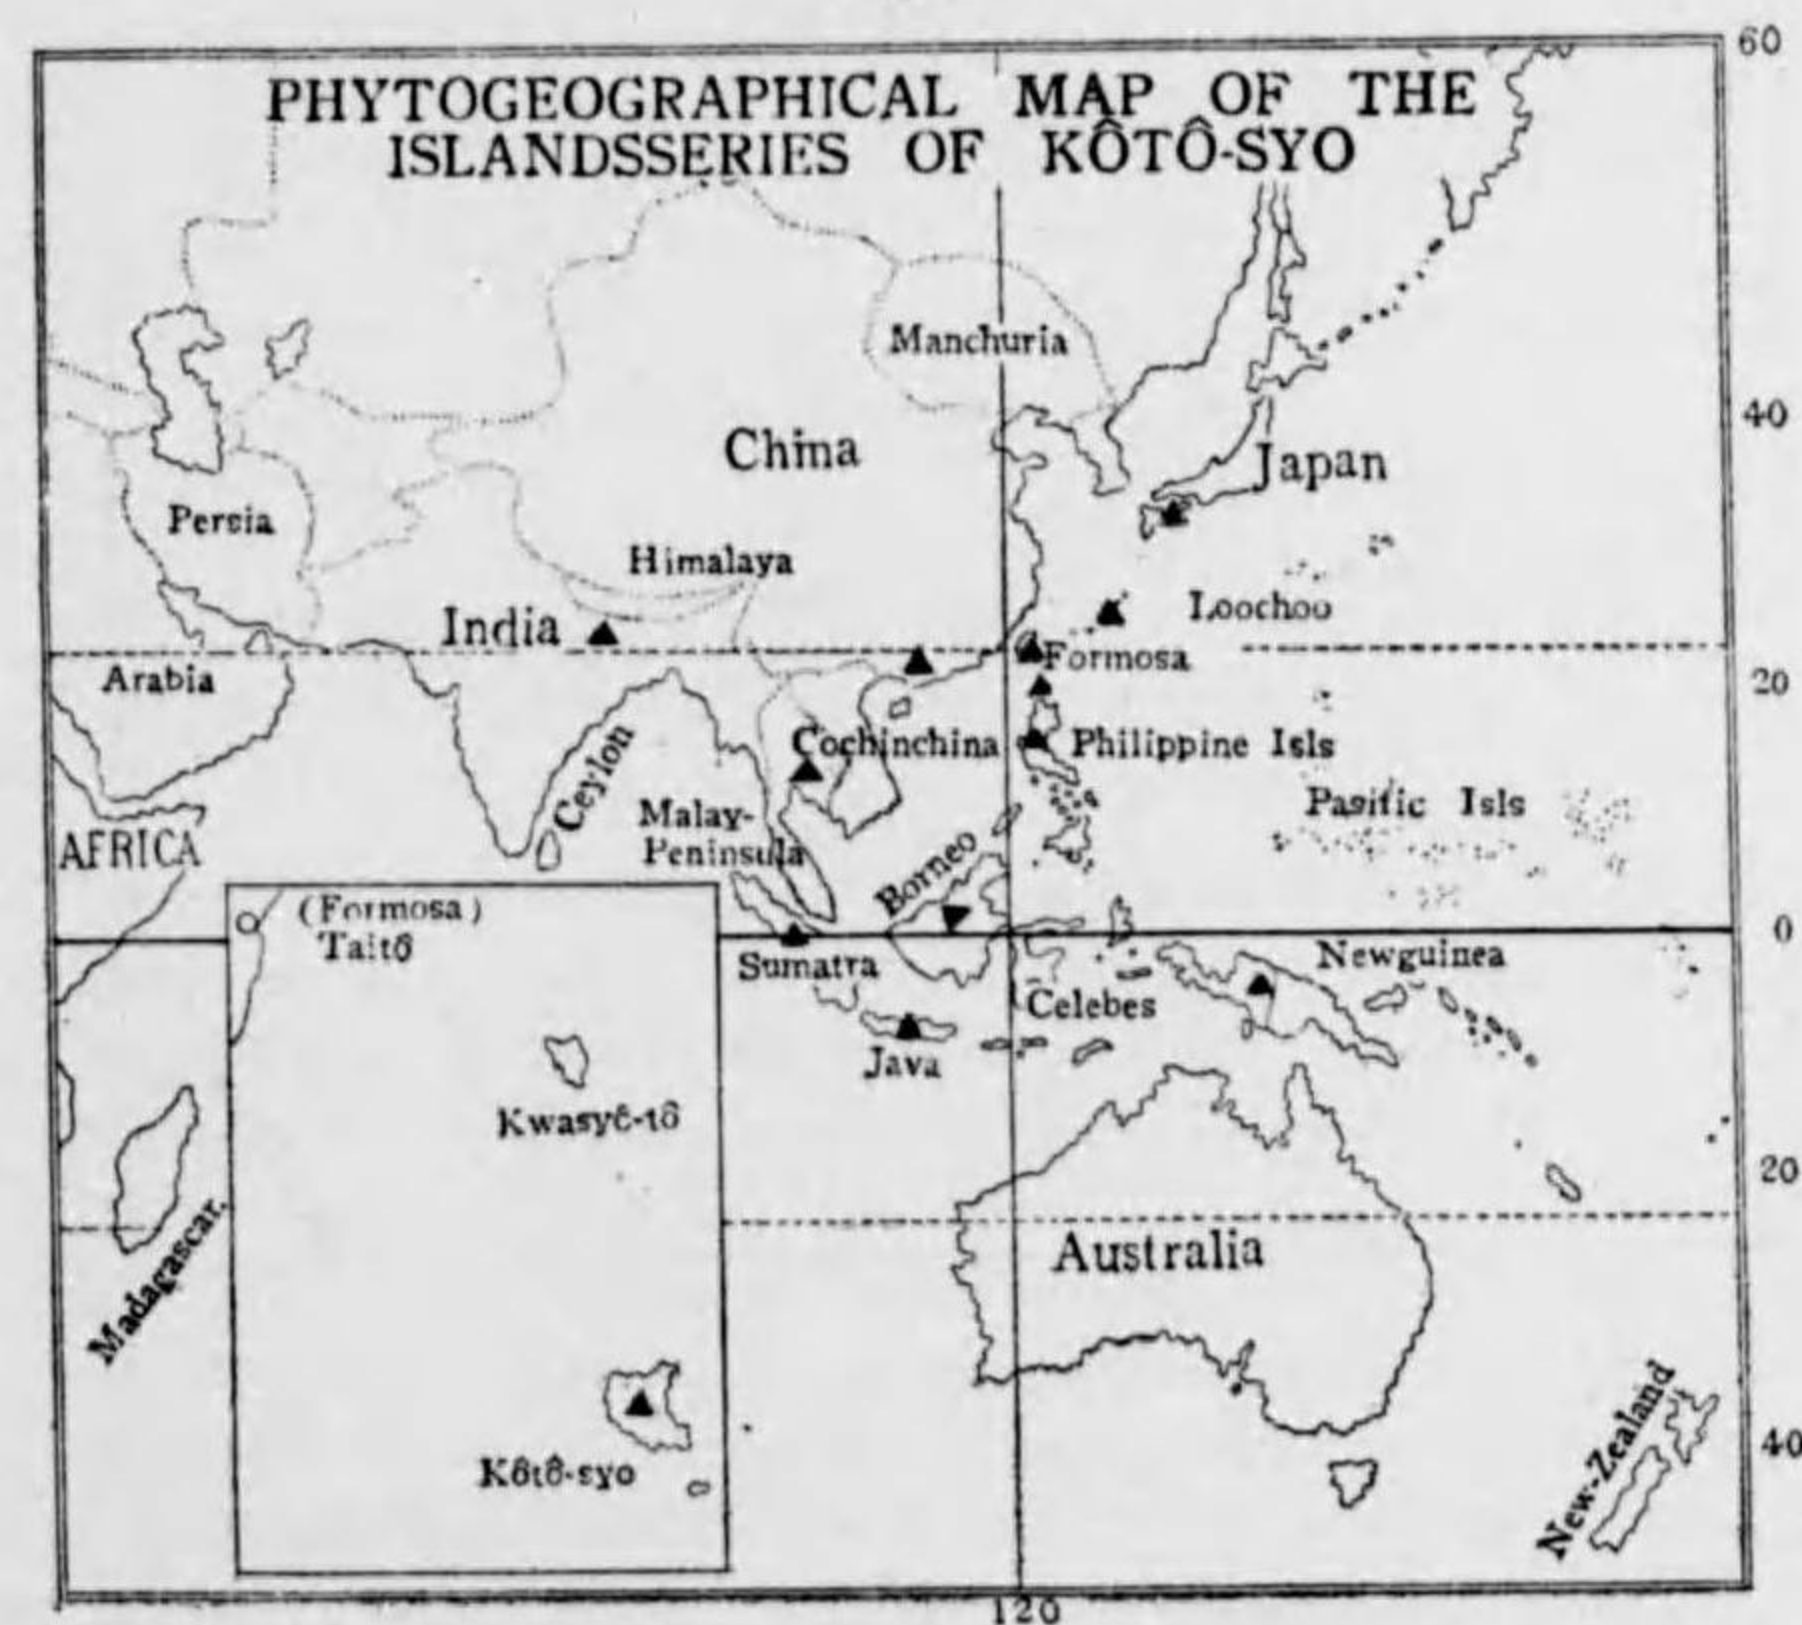 60
PHYTOGEOGRAPHICAL MAP OF THE
ISLANDSSERIES OF KÔTÔ-SYO
Manchuria
40
China
Japan
Persia
Himalaya
Loochoo
India
Formosa
Arabia
20
Cochinchina
Philippine Isls
Ceylon
Pasific Isls
Malay-
Peninsula
AFRICA
Borneo
(Formosa)
Taitô
0
Sumatra
Newguinea
Celebes
Java
Kwasyô-tô
20
Madagascar.
Australia
New-Zealand
40
Kôtô-syo
120